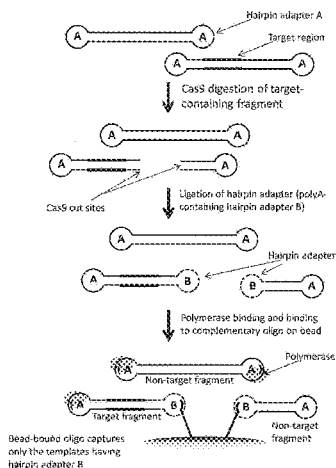 Hairpin adapter A
A A
Target region
A A
Cas9 digestion of target-
containing fragment
A A
A A
Cas9 cut sites
Ligation of hairpin adapter (polyA-
containing hairpin adapter B)
A A
Hairpin adapter
A B B A
Polymerase binding and binding
to complementary oligo on bead
Polymerase
A A
Non-target fragment
A B B A
Target fragment
Non-target
fragment
Bead-bound oligo captures
only the templates having
hairpin adapter B